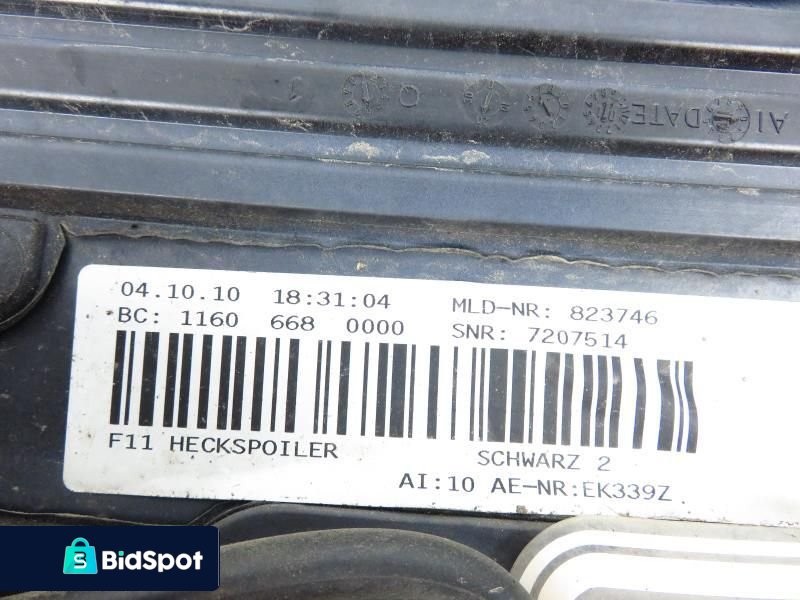 AI DATE
04.10.10 18:31:04 MLD-NR: 823746
BC: 1160 668 0000 SNR: 7207514
F11 HECKSPOILER SCHWARZ 2
AI:10 AE-NR:EK339Z
BidSpot